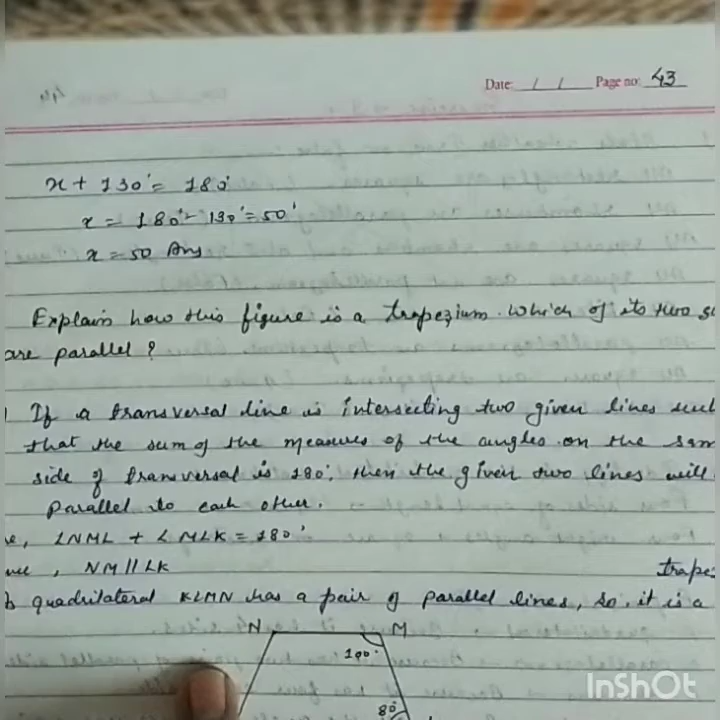 Date: / / Page no: 43
x + 130° = 180°
x = 180° - 130° = 50°
x = 50 Ans
Explain how this figure is a trapezium. which of its two
are parallel?
If a transversal line is intersecting two given lines such
that the sum of the measures of the angles on the sam
side of transversal is 180°, then the given two lines will
Parallel to each other.
∠NML + ∠MLK = 180°
NM || LK
trape
quadrilateral KLMN has a pair of parallel lines, so, it is a
N M
100°
80°
InShOt